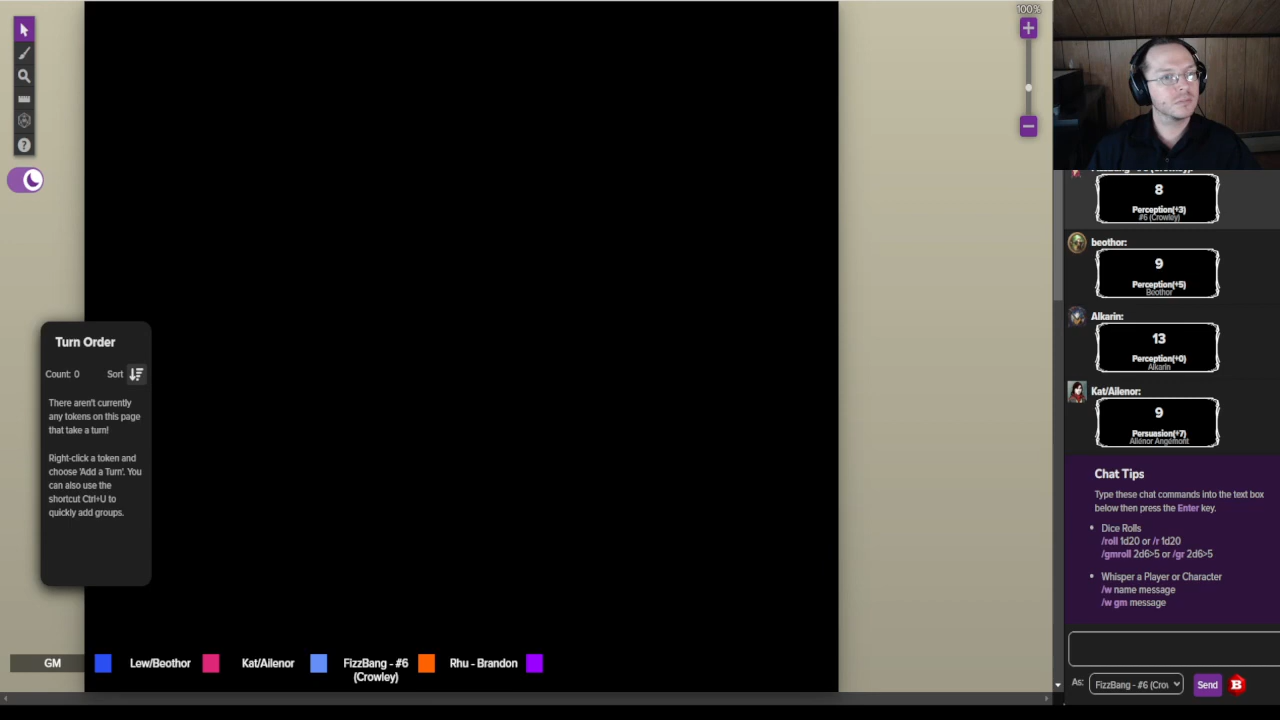 100%
8
Perception(+3)
#6 (Crowley)
beothor:
9
Perception(+5)
Beothor
Alkarin:
13
Perception(+0)
Alkarin
Kat/Ailenor:
9
Persuasion(+7)
Aliénor Angémont
Turn Order
Count: 0 Sort
There aren't currently
any tokens on this page
that take a turn!
Right-click a token and
choose 'Add a Turn'. You
can also use the
shortcut Ctrl+U to
quickly add groups.
Chat Tips
Type these chat commands into the text box
below then press the Enter key.
Dice Rolls
/roll 1d20 or /r 1d20
/gmroll 2d6>5 or /gr 2d6>5
Whisper a Player or Character
/w name message
/w gm message
GM
Lew/Beothor
Kat/Ailenor
FizzBang - #6
(Crowley)
Rhu - Brandon
As: FizzBang - #6 (Crow Send B